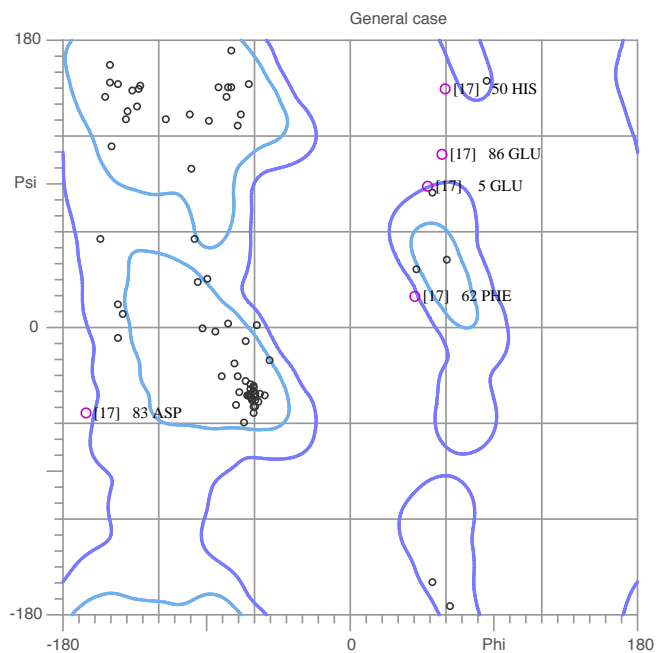 General case
180
[17] 50 HIS
[17] 86 GLU
Psi
[17] 5 GLU
[17] 62 PHE
0
[17] 83 ASP
-180
-180
0
Phi
180